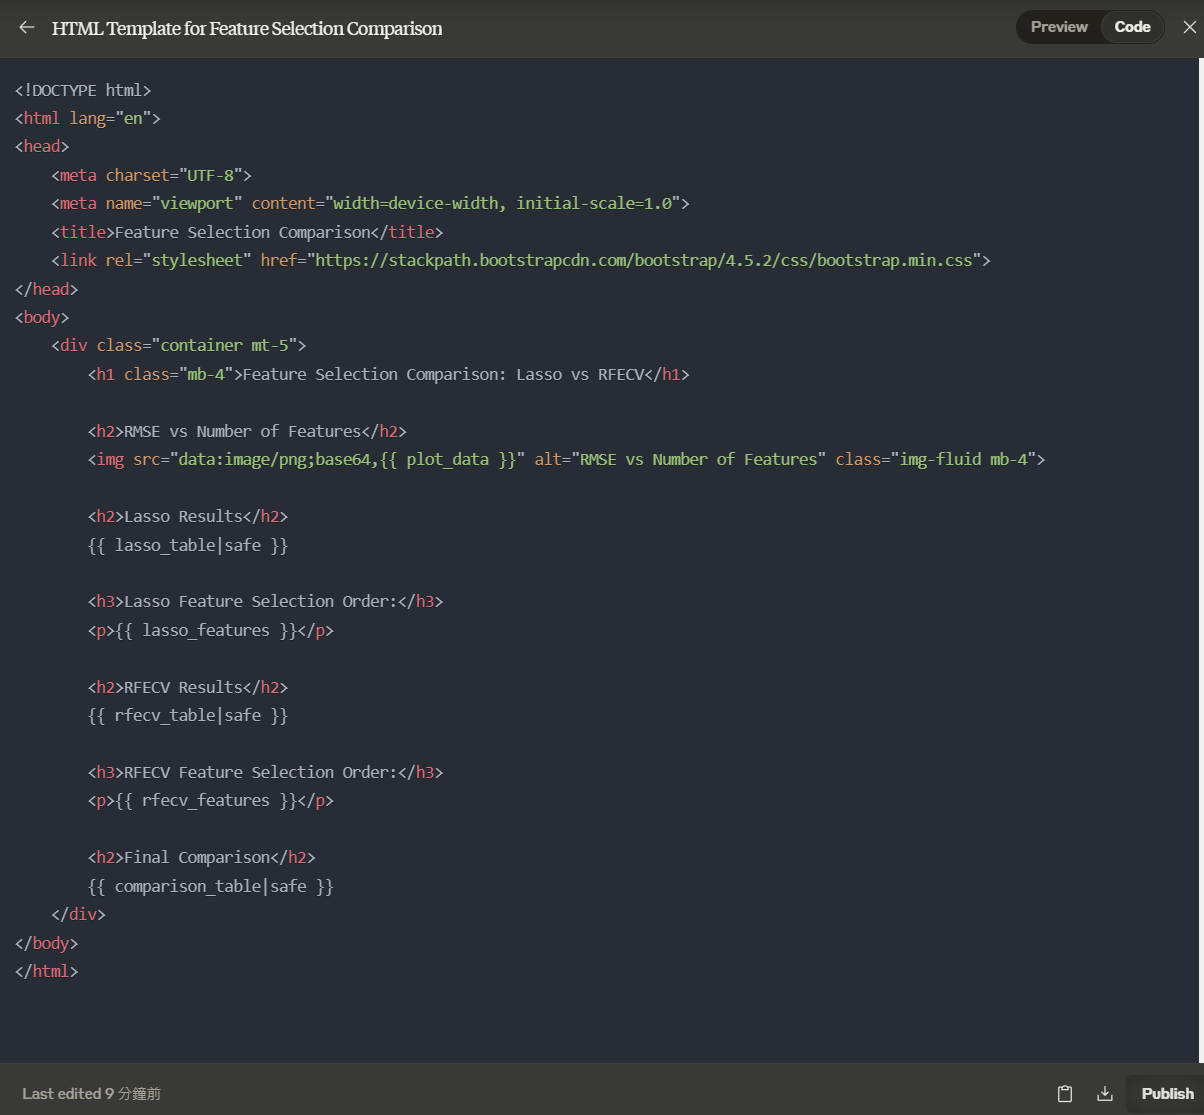 HTML Template for Feature Selection Comparison
Preview
Code
<!DOCTYPE html>
<html lang="en">
<head>
    <meta charset="UTF-8">
    <meta name="viewport" content="width=device-width, initial-scale=1.0">
    <title>Feature Selection Comparison</title>
    <link rel="stylesheet" href="https://stackpath.bootstrapcdn.com/bootstrap/4.5.2/css/bootstrap.min.css">
</head>
<body>
    <div class="container mt-5">
        <h1 class="mb-4">Feature Selection Comparison: Lasso vs RFECV</h1>

        <h2>RMSE vs Number of Features</h2>
        <img src="data:image/png;base64,{{ plot_data }}" alt="RMSE vs Number of Features" class="img-fluid mb-4">

        <h2>Lasso Results</h2>
        {{ lasso_table|safe }}

        <h3>Lasso Feature Selection Order:</h3>
        <p>{{ lasso_features }}</p>

        <h2>RFECV Results</h2>
        {{ rfecv_table|safe }}

        <h3>RFECV Feature Selection Order:</h3>
        <p>{{ rfecv_features }}</p>

        <h2>Final Comparison</h2>
        {{ comparison_table|safe }}
    </div>
</body>
</html>
Last edited 9 分鐘前
Publish